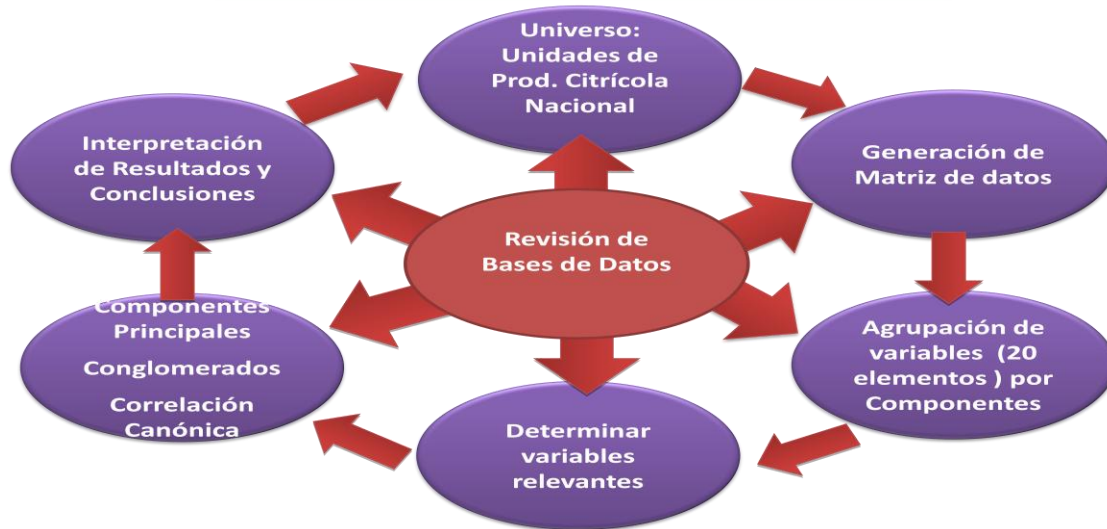 Universo:
Unidades de
Prod. Citrícola
Nacional
Generación de
Matriz de datos
Agrupación de
variables (20
elementos ) por
Componentes
Determinar
variables
relevantes
Componentes
Principales
Conglomerados
Correlación
Canónica
Interpretación
de Resultados y
Conclusiones
Revisión de
Bases de Datos